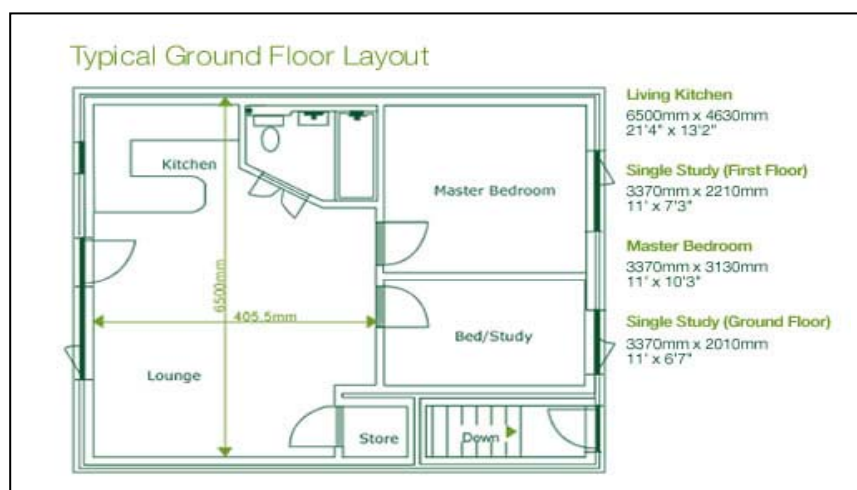 Typical Ground Floor Layout
Living Kitchen
6500mm x 4630mm
21'4" x 13'2"
Single Study (First Floor)
3370mm x 2210mm
11' x 7'3"
Master Bedroom
3370mm x 3130mm
11' x 10'3"
Single Study (Ground Floor)
3370mm x 2010mm
11' x 6'7"
Kitchen
Master Bedroom
6500mm
405.5mm
Bed/Study
Lounge
Store
Down